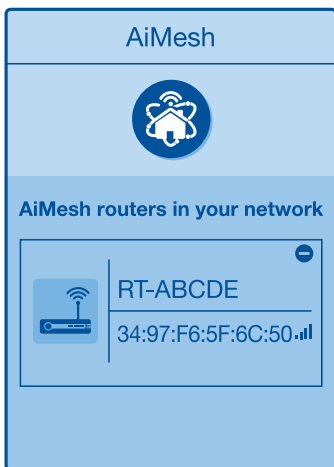 AiMesh
AiMesh routers in your network
RT-ABCDE
34:97:F6:5F:6C:50